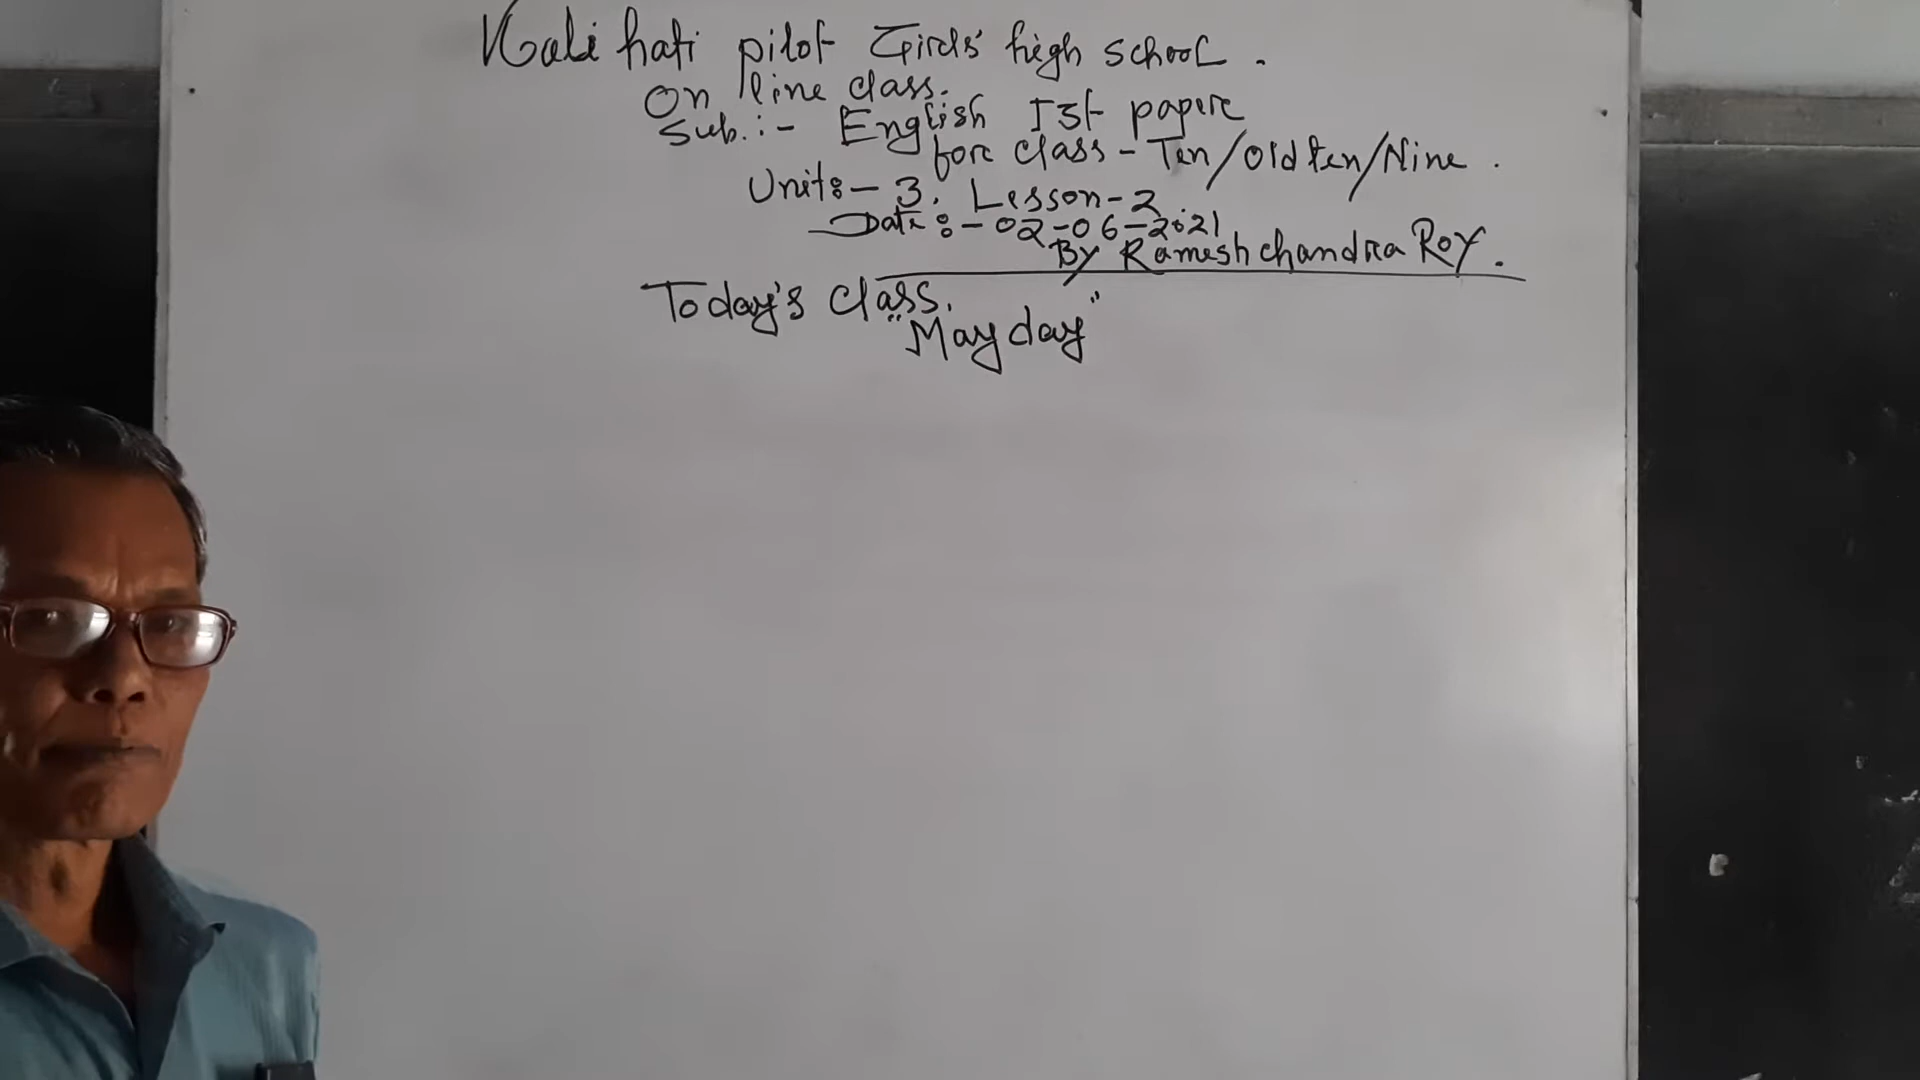 Kali hati pilot Girls' high school.
On line class.
Sub.:- English 1st paper
for class - Ten/old ten/Nine.
Unit:- 3. Lesson-2
Date:- 02-06-2021
By Ramesh chandra Roy.
Today's class.
"May day"